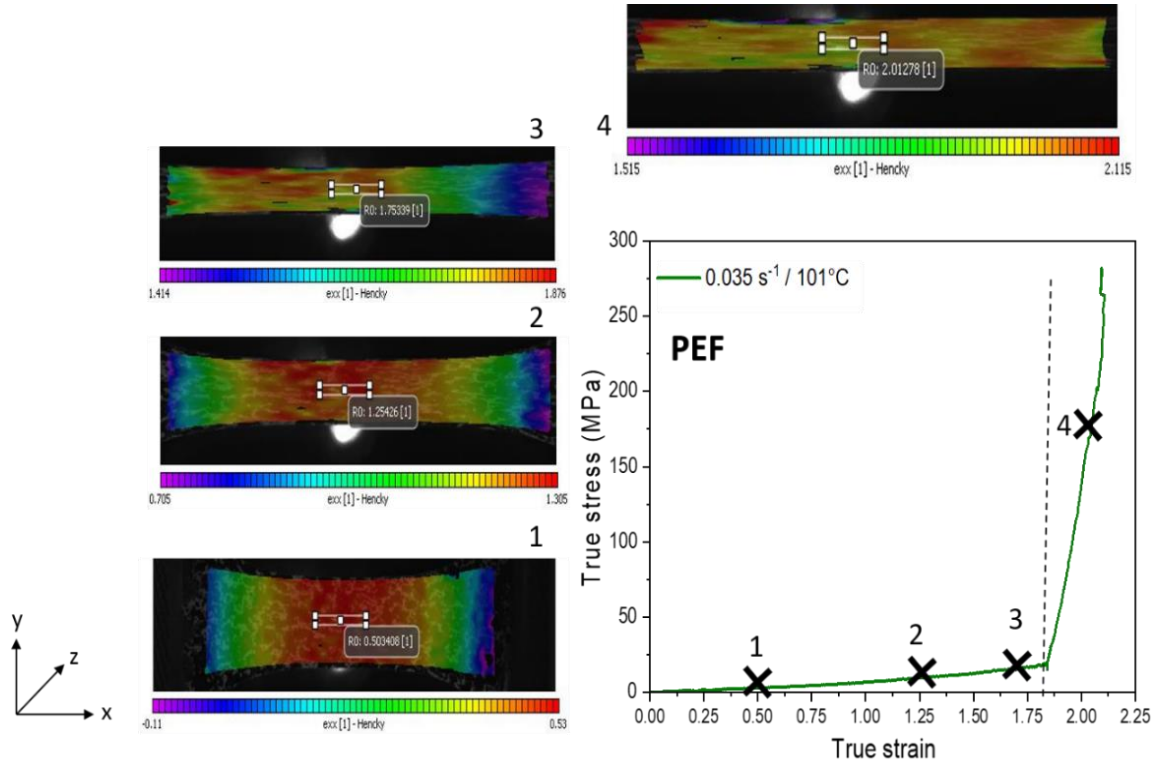 4
R0: 2.01278 [1]
1.515
exx [1] - Hencky
2.115
3
R0: 1.75339 [1]
1.414
exx [1] - Hencky
1.876
2
R0: 1.25426 [1]
0.705
exx [1] - Hencky
1.305
1
R0: 0.503408 [1]
-0.11
exx [1] - Hencky
0.53
y
z
x
300
250
200
150
100
50
0
True stress (MPa)
0.035 s⁻¹ / 101°C
PEF
1
2
3
4
0.00 0.25 0.50 0.75 1.00 1.25 1.50 1.75 2.00 2.25
True strain